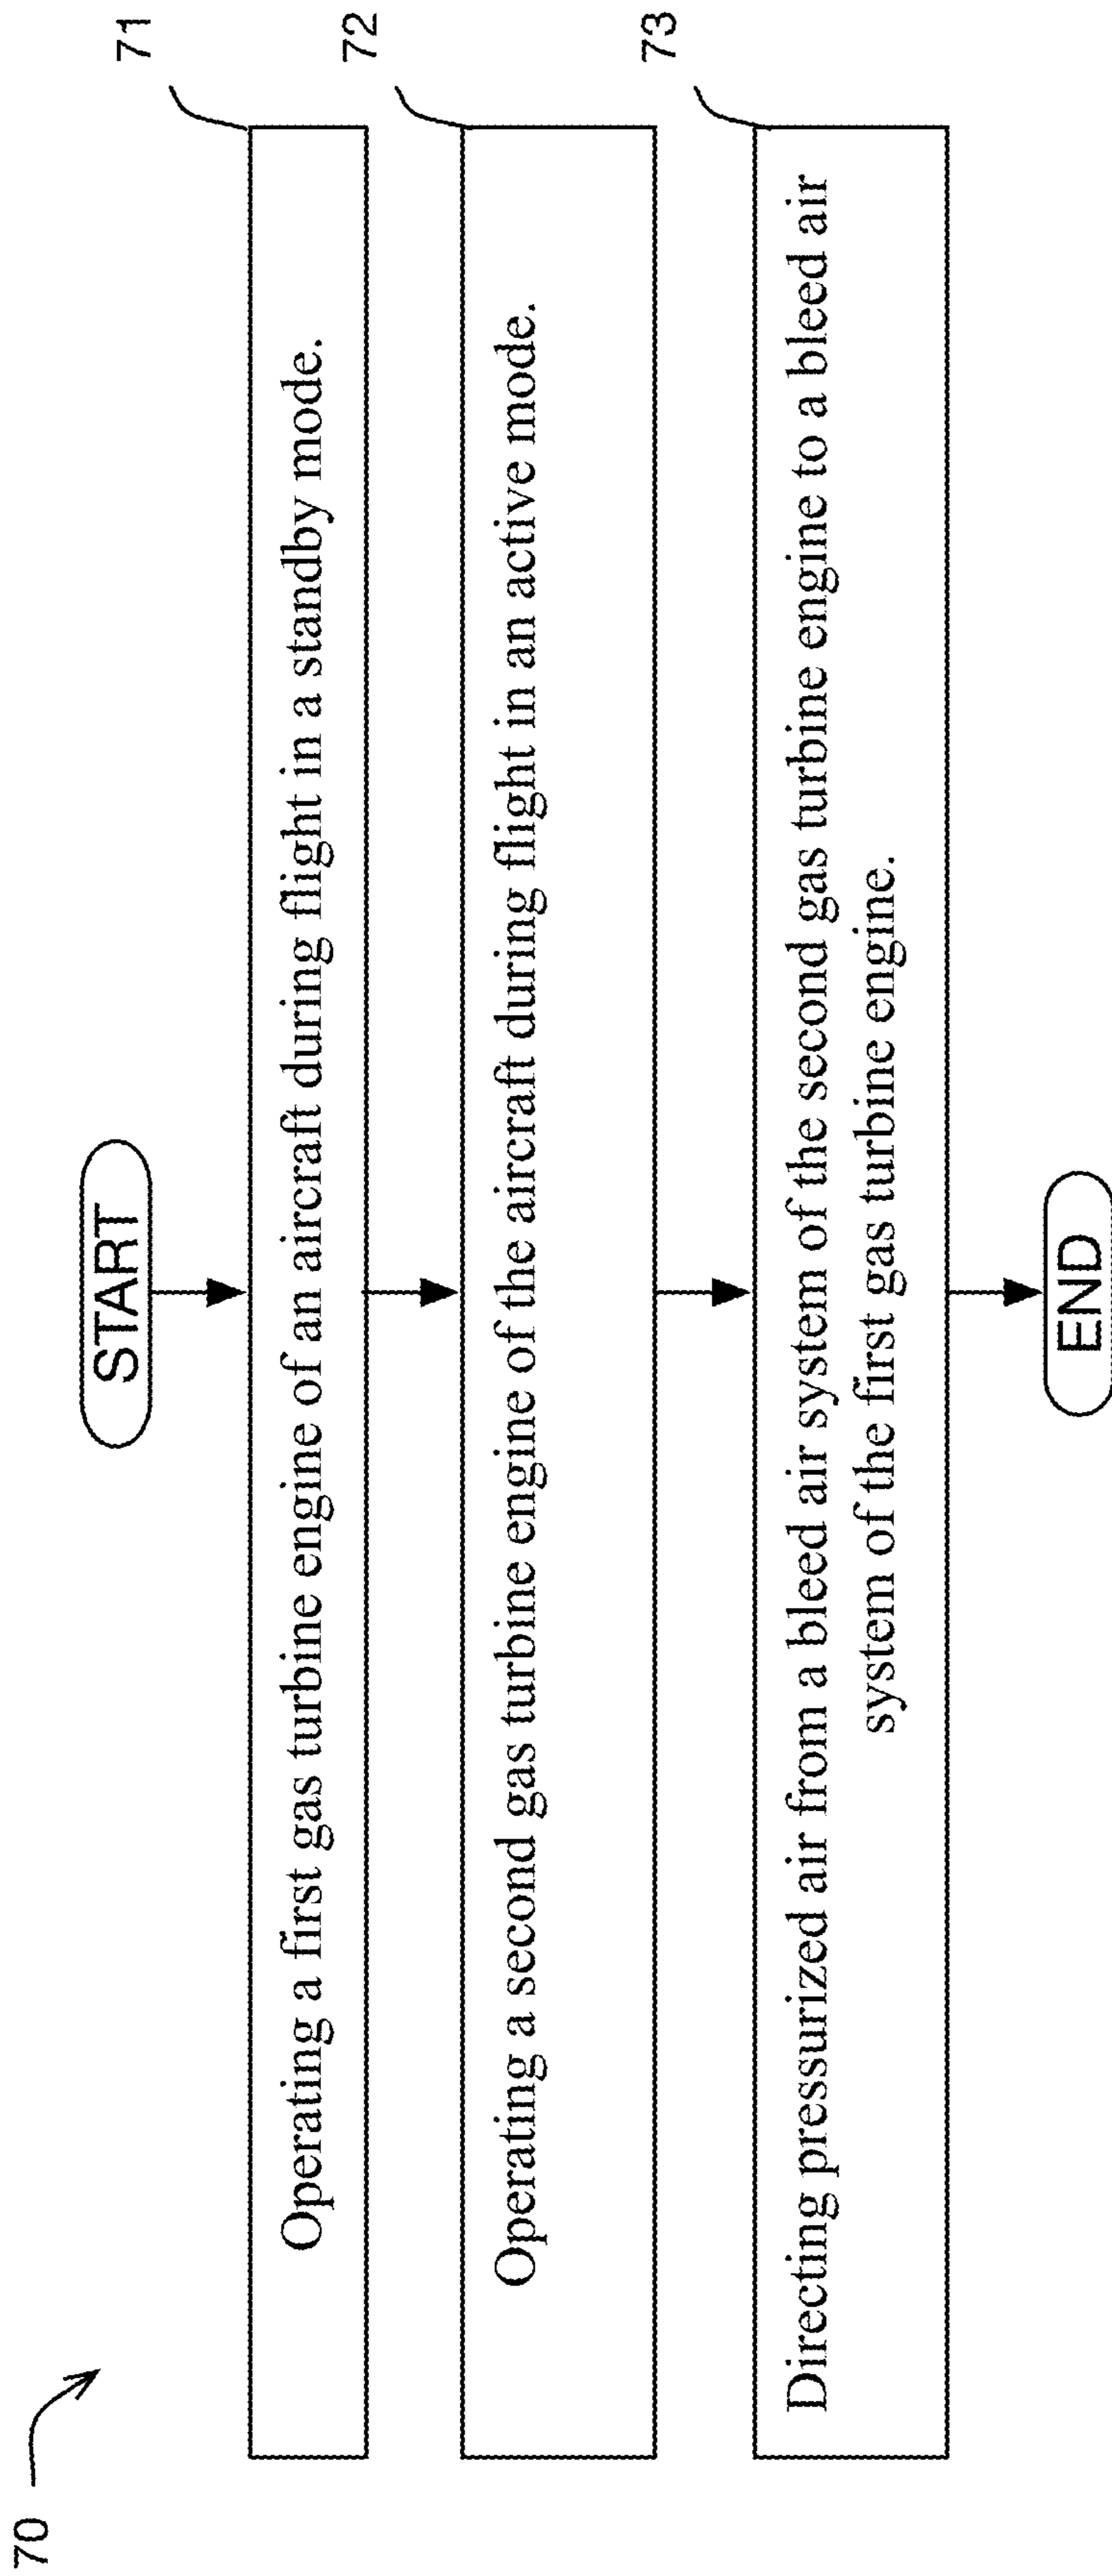 70
START
71
Operating a first gas turbine engine of an aircraft during flight in a standby mode.
72
Operating a second gas turbine engine of the aircraft during flight in an active mode.
73
Directing pressurized air from a bleed air system of the second gas turbine engine to a bleed air
system of the first gas turbine engine.
END